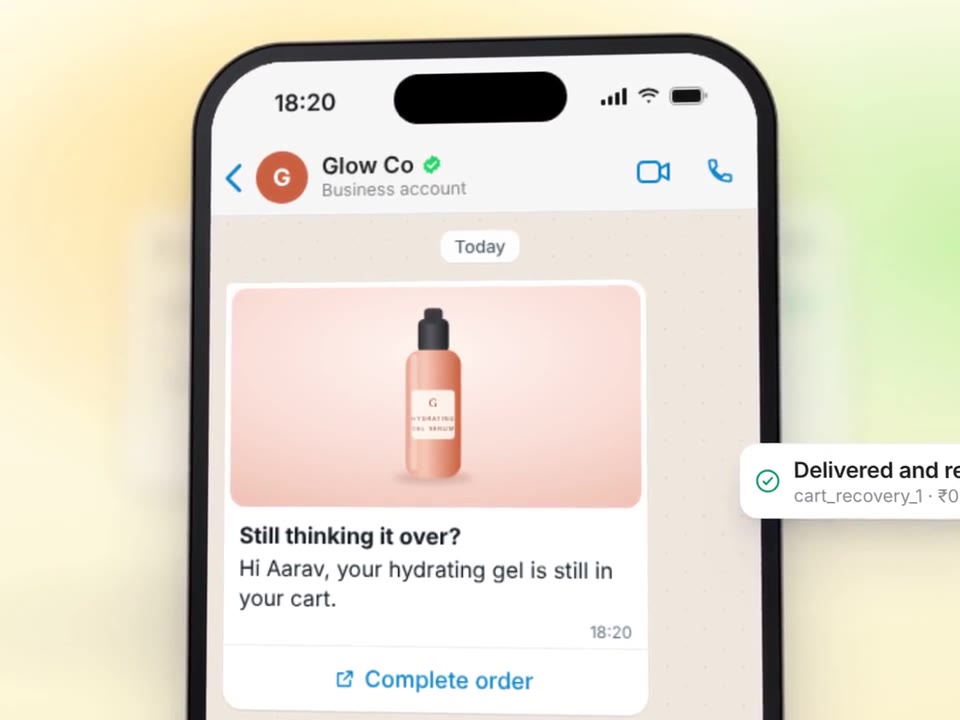 18:20
G
Glow Co
Business account
Today
G
HYDRATING
GEL SERUM
Still thinking it over?
Hi Aarav, your hydrating gel is still in
your cart.
18:20
Complete order
Delivered and re
cart_recovery_1 · ₹0